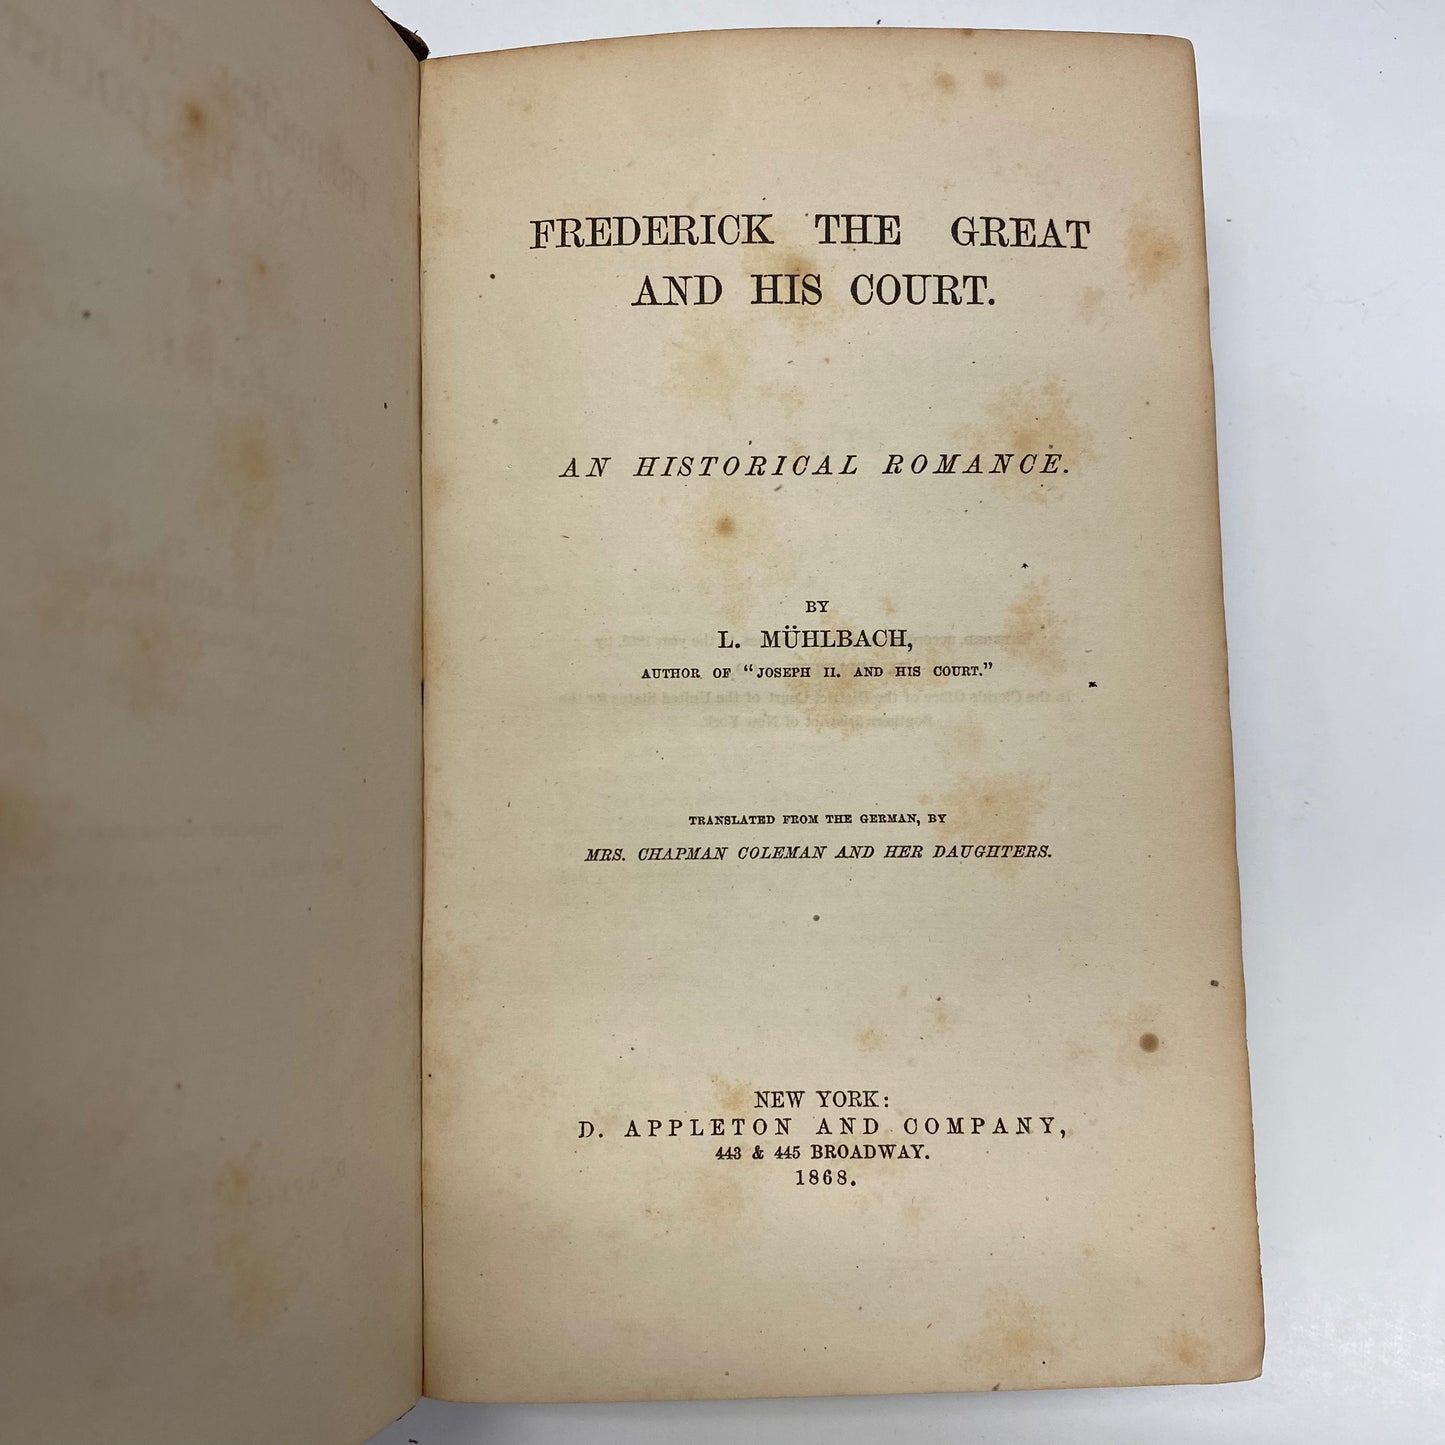 FREDERICK THE GREAT
AND HIS COURT.
AN HISTORICAL ROMANCE.
BY
L. MÜHLBACH,
AUTHOR OF “JOSEPH II. AND HIS COURT.”
TRANSLATED FROM THE GERMAN, BY
MRS. CHAPMAN COLEMAN AND HER DAUGHTERS.
NEW YORK:
D. APPLETON AND COMPANY,
443 & 445 BROADWAY.
1868.